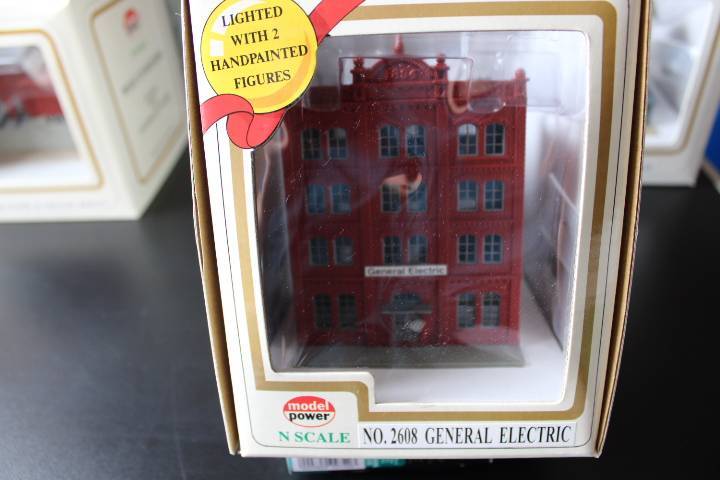 LIGHTED
WITH 2
HANDPAINTED
FIGURES
General Electric
model
power
N SCALE
NO. 2608 GENERAL ELECTRIC